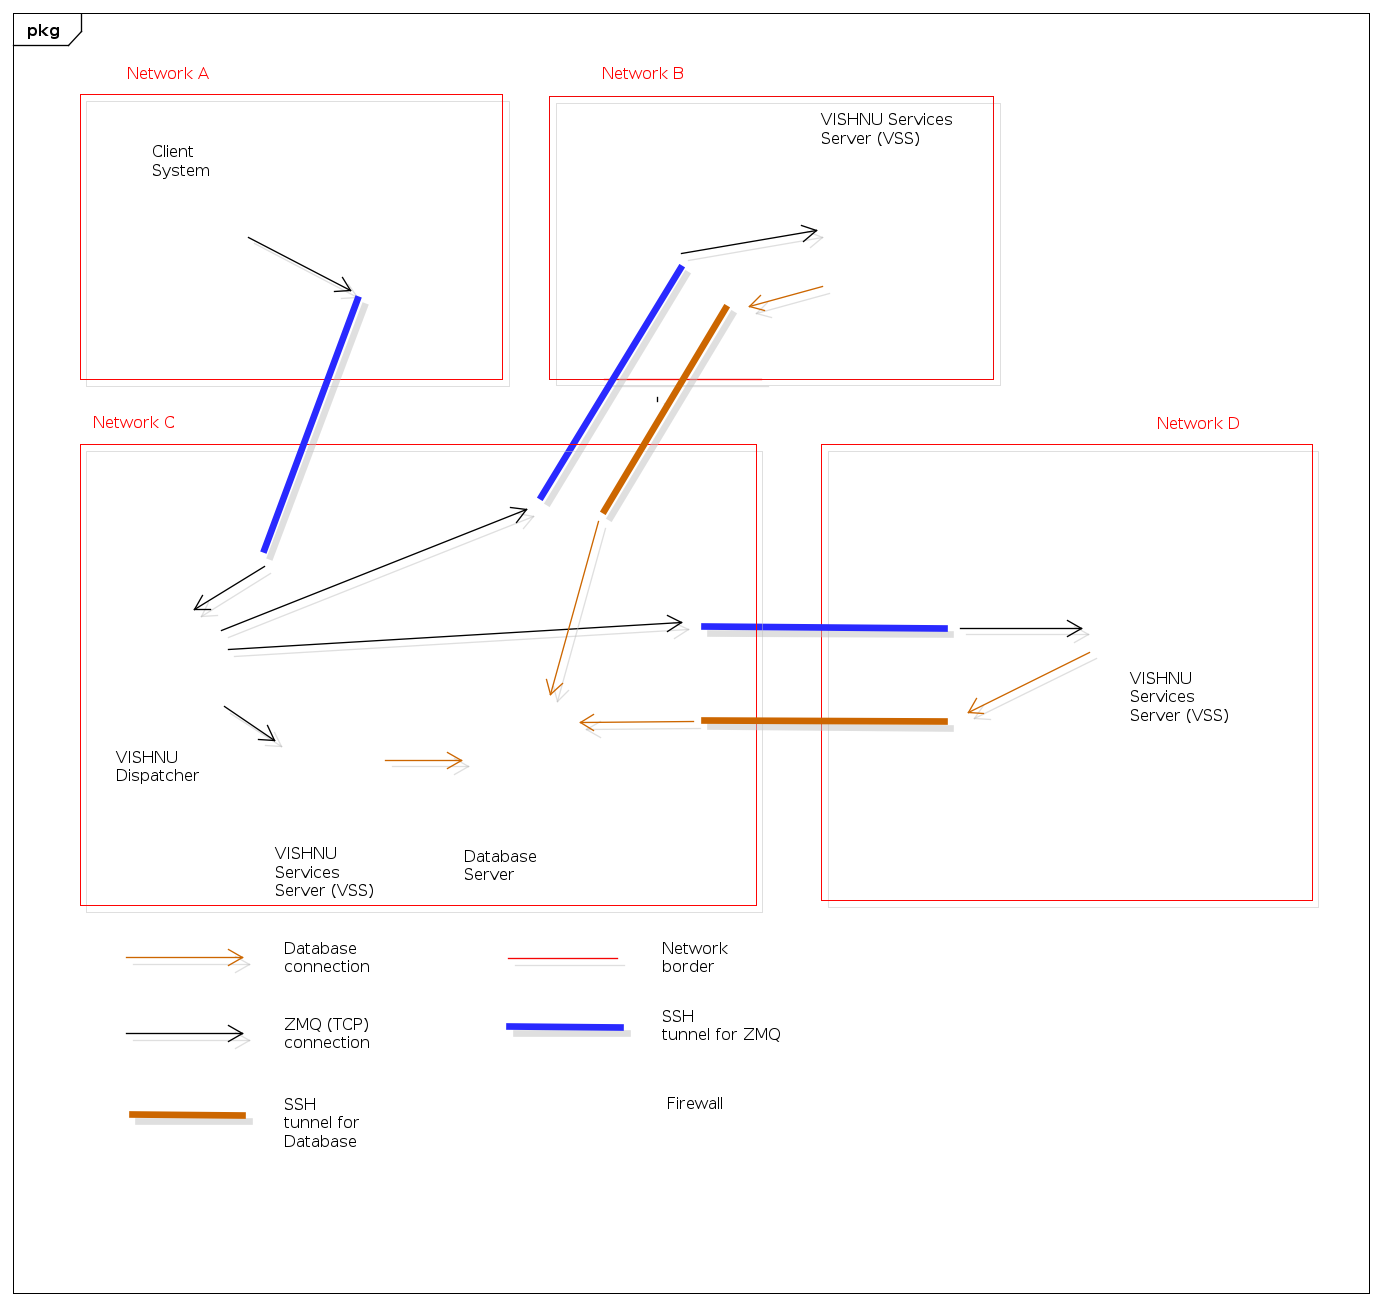 pkg
Network A
Network B
VISHNU Services
Server (VSS)
Client
System
Network C
Network D
VISHNU
Services
Server (VSS)
VISHNU
Dispatcher
VISHNU
Services
Server (VSS)
Database
Server
Database
connection
Network
border
ZMQ (TCP)
connection
SSH
tunnel for ZMQ
SSH
tunnel for
Database
Firewall